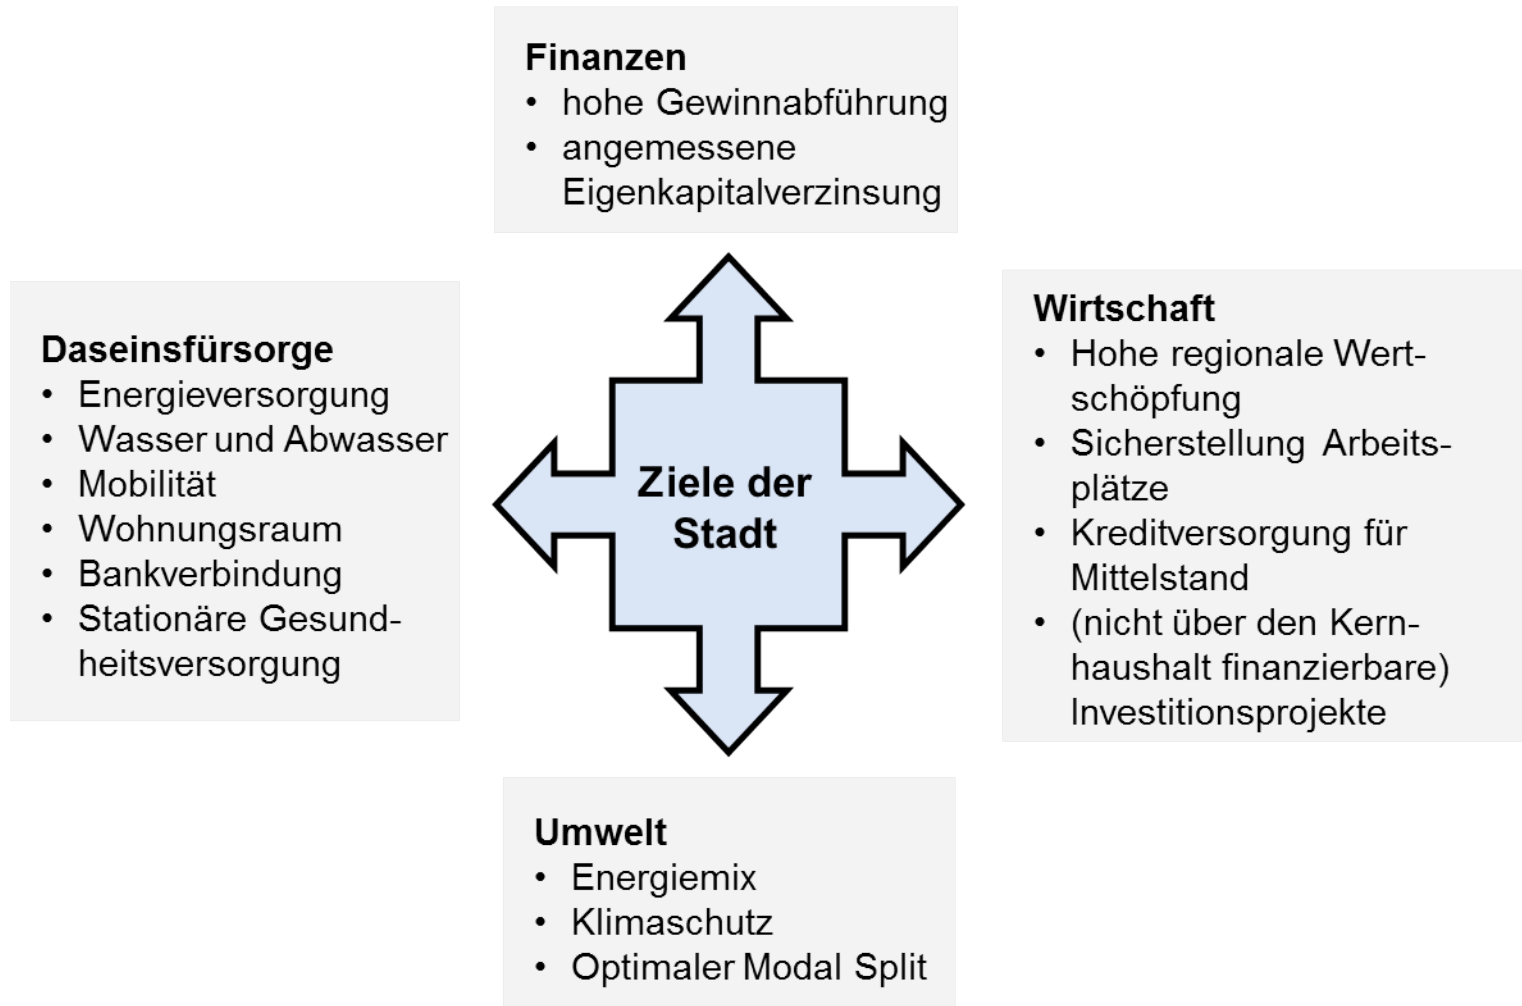 Finanzen
• hohe Gewinnabführung
• angemessene
Eigenkapitalverzinsung
Daseinsfürsorge
• Energieversorgung
• Wasser und Abwasser
• Mobilität
• Wohnungsraum
• Bankverbindung
• Stationäre Gesund-
heitsversorgung
Ziele der
Stadt
Wirtschaft
• Hohe regionale Wert-
schöpfung
• Sicherstellung Arbeits-
plätze
• Kreditversorgung für
Mittelstand
• (nicht über den Kern-
haushalt finanzierbare)
Investitionsprojekte
Umwelt
• Energiemix
• Klimaschutz
• Optimaler Modal Split